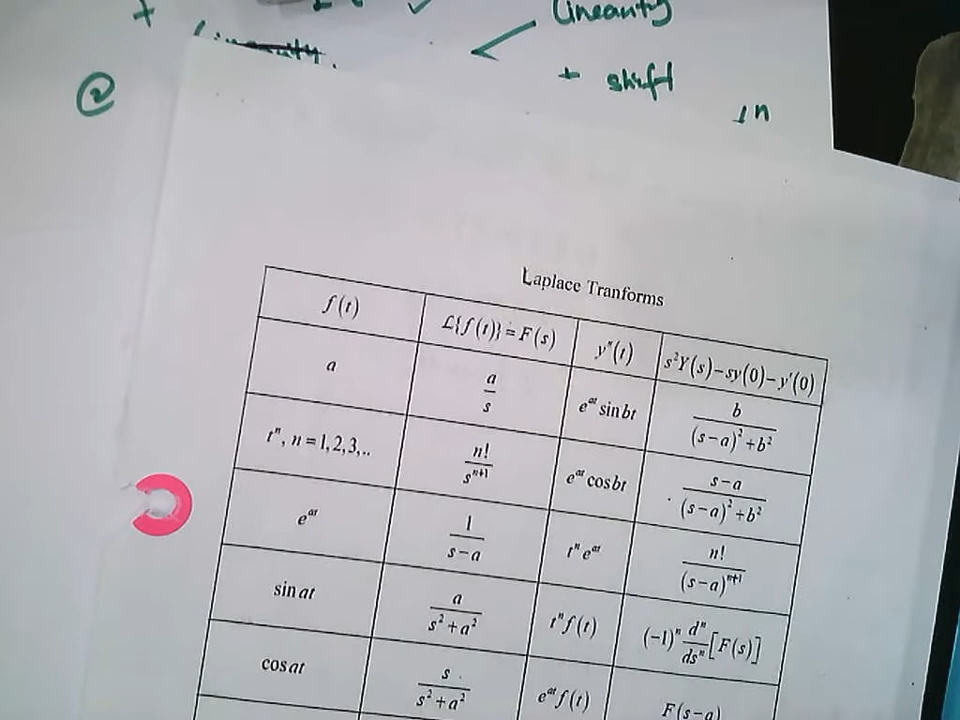 +
Linearity
Linearity.
+ shift
②
in
Laplace Tranforms
f(t) ℒ{f(t)} = F(s) y"(t) s²Y(s)−sy(0)−y'(0)
a a/s e^{at} sin bt b/((s−a)²+b²)
tⁿ, n=1,2,3,.. n!/s^{n+1} e^{at} cos bt (s−a)/((s−a)²+b²)
e^{at} 1/(s−a) tⁿe^{at} n!/(s−a)^{n+1}
sin at a/(s²+a²) tⁿf(t) (−1)ⁿ dⁿ/dsⁿ [F(s)]
cos at s/(s²+a²) e^{at} f(t) F(s−a)